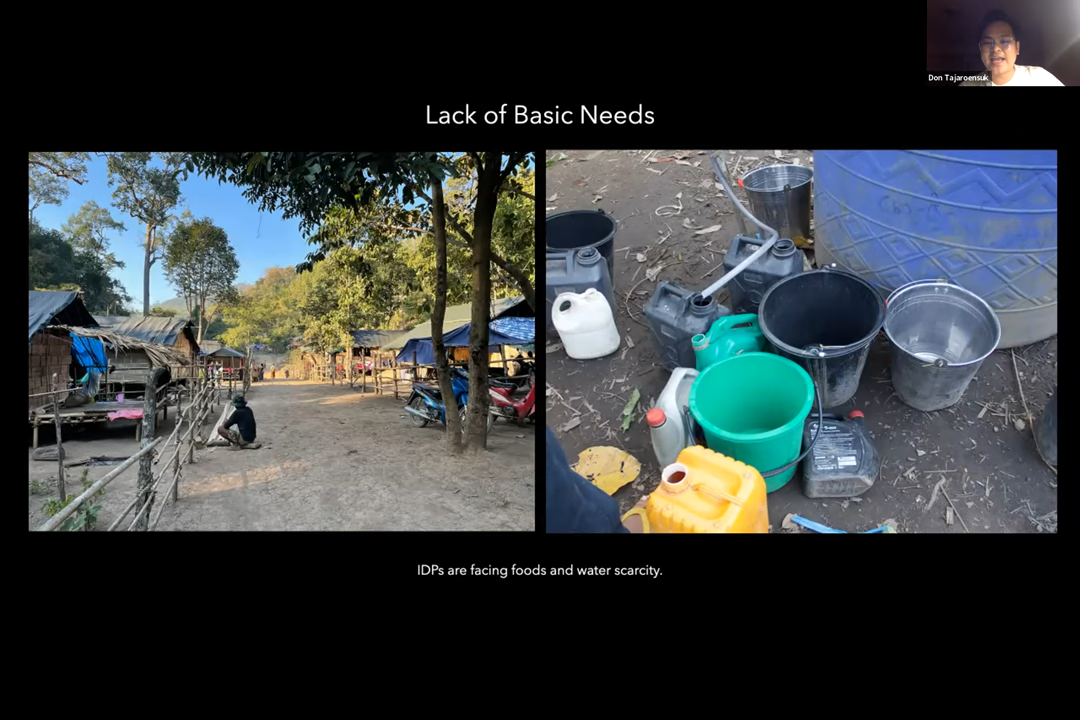 Don Tajaroensuk
Lack of Basic Needs
IDPs are facing foods and water scarcity.